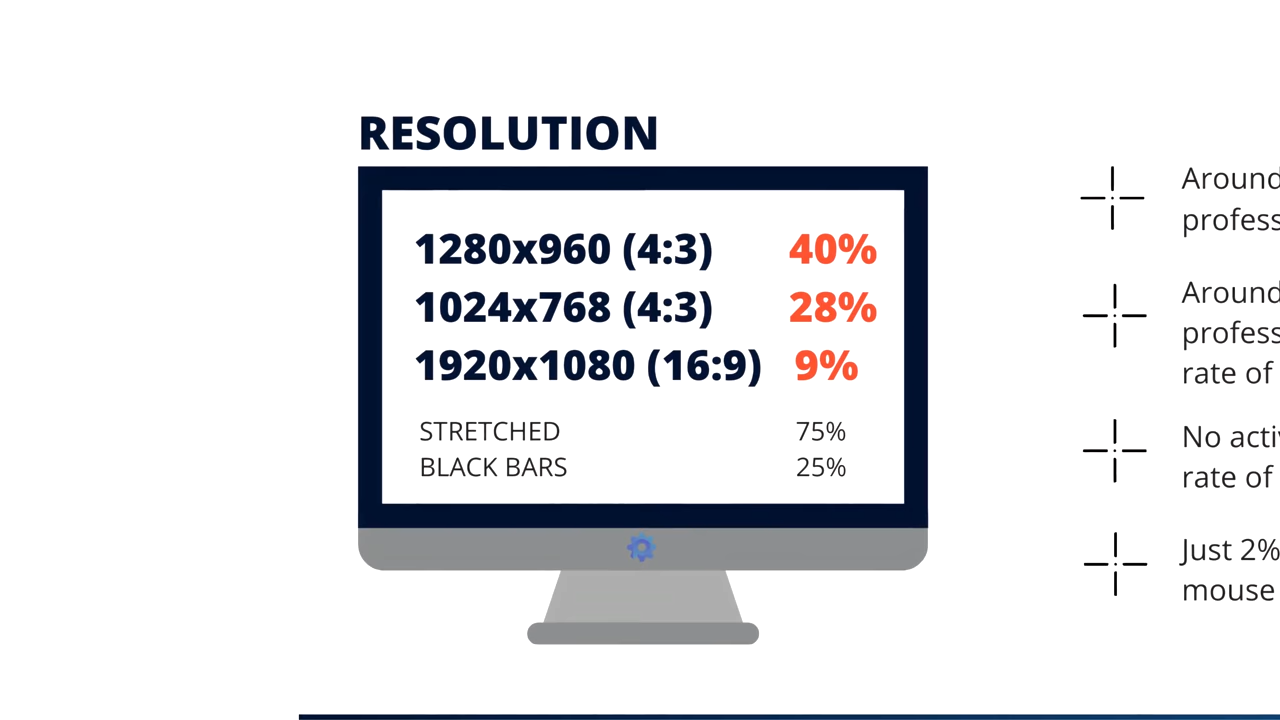 RESOLUTION
1280x960 (4:3) 40%
1024x768 (4:3) 28%
1920x1080 (16:9) 9%
STRETCHED 75%
BLACK BARS 25%
Around
profess
Around
profess
rate of
No activ
rate of
Just 2%
mouse